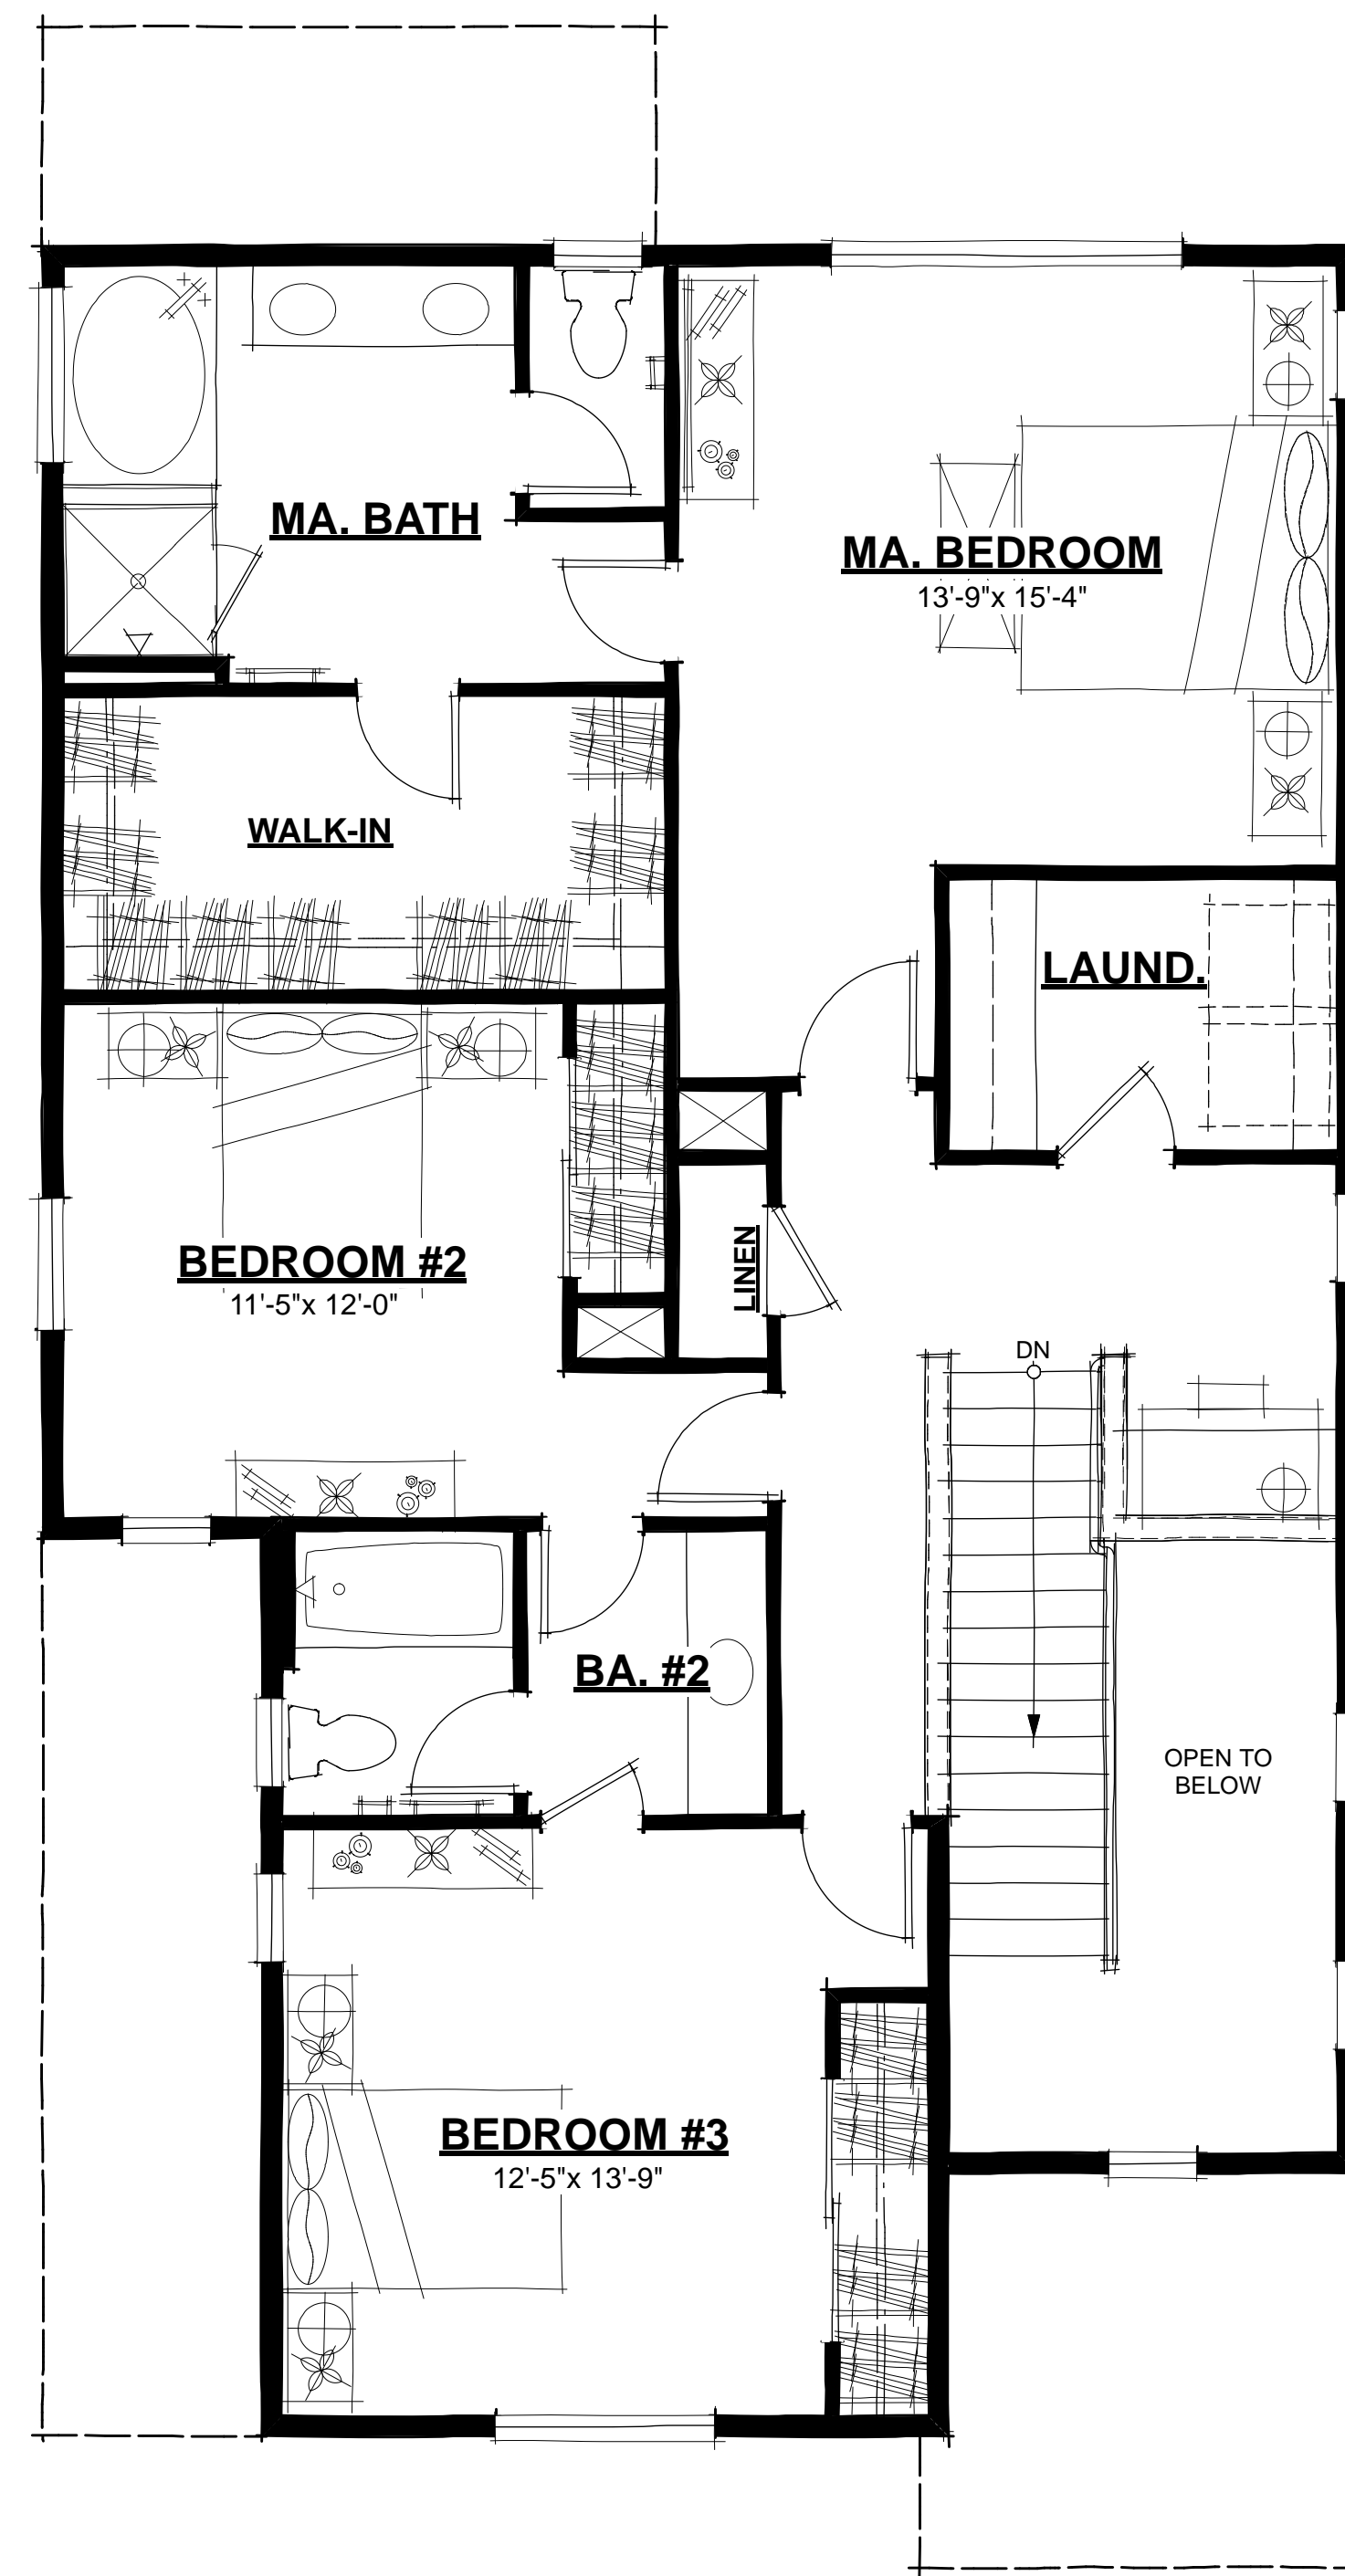 MA. BATH
MA. BEDROOM
13'-9"x 15'-4"
WALK-IN
LAUND.
BEDROOM #2
11'-5"x 12'-0"
LINEN
DN
BA. #2
OPEN TO
BELOW
BEDROOM #3
12'-5"x 13'-9"